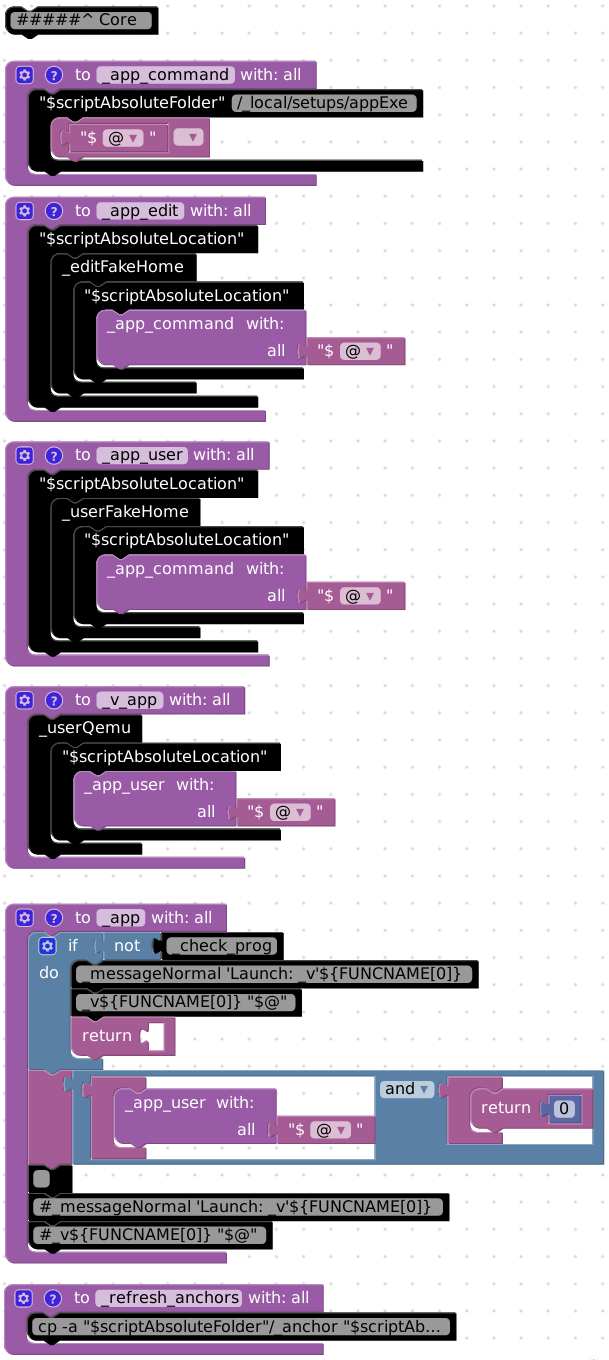 #####^ Core
to _app_command with: all
"$scriptAbsoluteFolder" /_local/setups/appExe
"$ @ ▾ " ▾
to _app_edit with: all
"$scriptAbsoluteLocation"
_editFakeHome
"$scriptAbsoluteLocation"
_app_command with:
all "$ @ ▾ "
to _app_user with: all
"$scriptAbsoluteLocation"
_userFakeHome
"$scriptAbsoluteLocation"
_app_command with:
all "$ @ ▾ "
to _v_app with: all
_userQemu
"$scriptAbsoluteLocation"
_app_user with:
all "$ @ ▾ "
to _app with: all
if not _check_prog
do _messageNormal 'Launch: _v'${FUNCNAME[0]}
_v${FUNCNAME[0]} "$@"
return
and ▾
_app_user with: return 0
all "$ @ ▾ "
#_messageNormal 'Launch: _v'${FUNCNAME[0]}
#_v${FUNCNAME[0]} "$@"
to _refresh_anchors with: all
cp -a "$scriptAbsoluteFolder"/_anchor "$scriptAb...